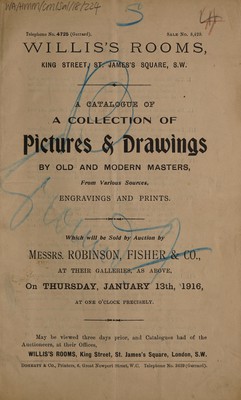 S
Telephone No. 4725 (Gerrard).
SALE No.
WILLIS'S ROOMS,
KING STREET, ST. JAMES'S SQUARE, S.W.
A CATALOGUE OF
A COLLECTION OF
Pictures & Drawings
BY OLD AND MODERN MASTERS,
From Various Sources,
ENGRAVINGS AND PRINTS.
Which will be Sold by Auction by
MESSRS. ROBINSON, FISHER & CO.,
AT THEIR GALLERIES, AS ABOVE,
On THURSDAY, JANUARY 13th, 1916,
AT ONE O'CLOCK PRECISELY.
May be viewed three days prior, and Catalogues had of the
Auctioneers, at their Offices,
WILLIS'S ROOMS, King Street, St. James's Square, London, S.W.
& Co., Printers, 8, Great Newport Street, W.C. Telephone No. (Gerrard).